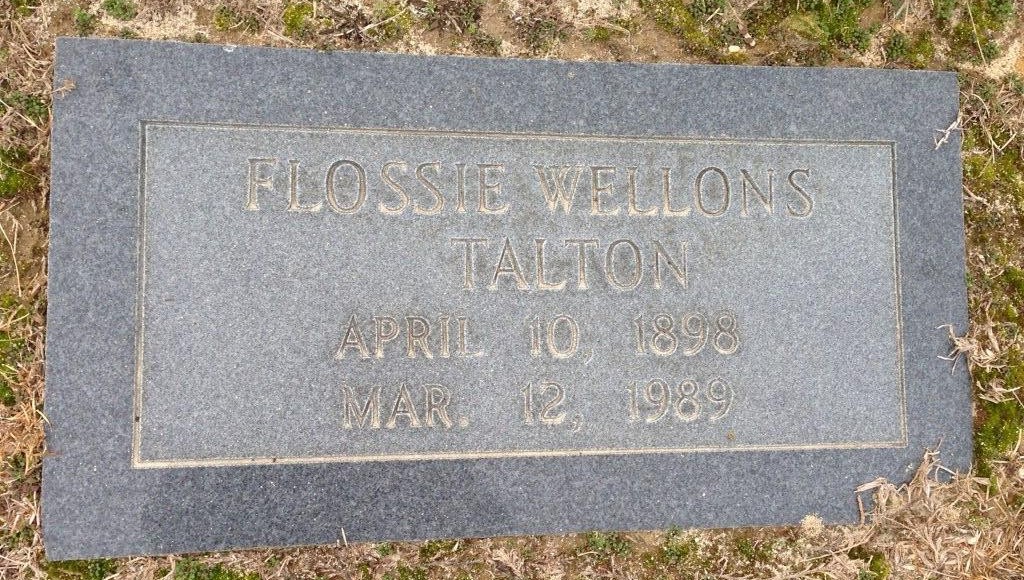 FLOSSIE WELLONS
TALTON
APRIL 10, 1898
MAR. 12, 1989